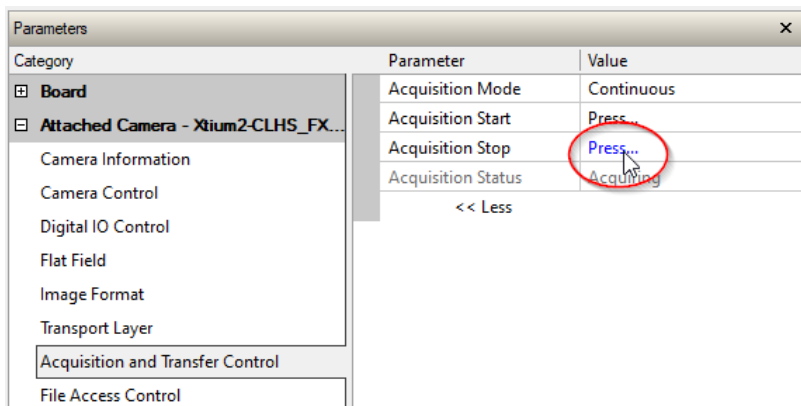 Parameters
Category
Board
Attached Camera - Xtium2-CLHS_FX...
Camera Information
Camera Control
Digital IO Control
Flat Field
Image Format
Transport Layer
Acquisition and Transfer Control
File Access Control
Parameter Value
Acquisition Mode Continuous
Acquisition Start Press...
Acquisition Stop Press...
Acquisition Status Acquiring
<< Less